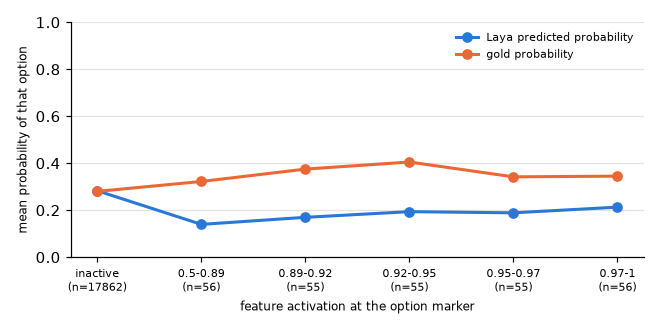 1.0
0.8
0.6
0.4
0.2
0.0
mean probability of that option
Laya predicted probability
gold probability
inactive
(n=17862)
0.5-0.89
(n=56)
0.89-0.92
(n=55)
0.92-0.95
(n=55)
0.95-0.97
(n=55)
0.97-1
(n=56)
feature activation at the option marker